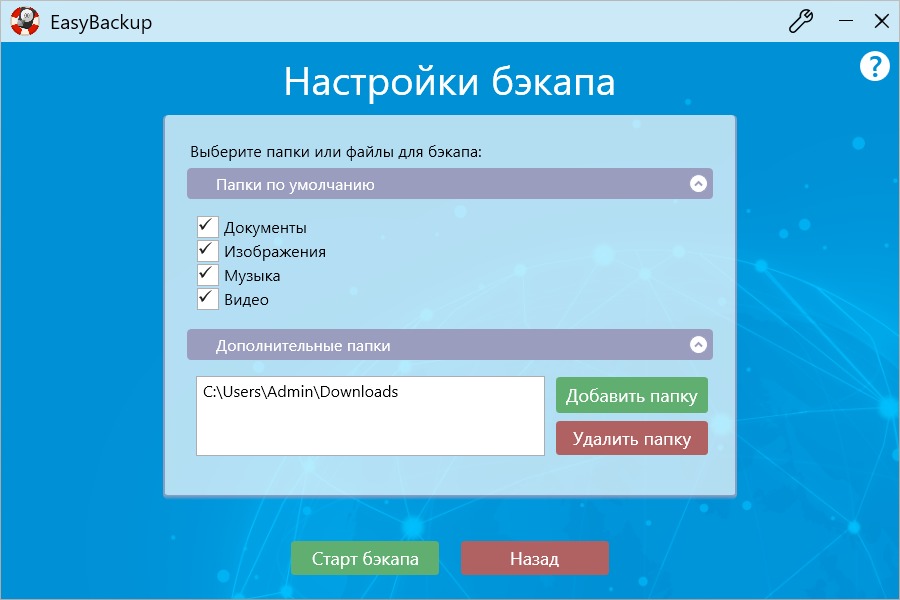 EasyBackup
?
Настройки бэкапа
Выберите папки или файлы для бэкапа:
Папки по умолчанию
Документы
Изображения
Музыка
Видео
Дополнительные папки
C:\Users\Admin\Downloads
Добавить папку
Удалить папку
Старт бэкапа
Назад